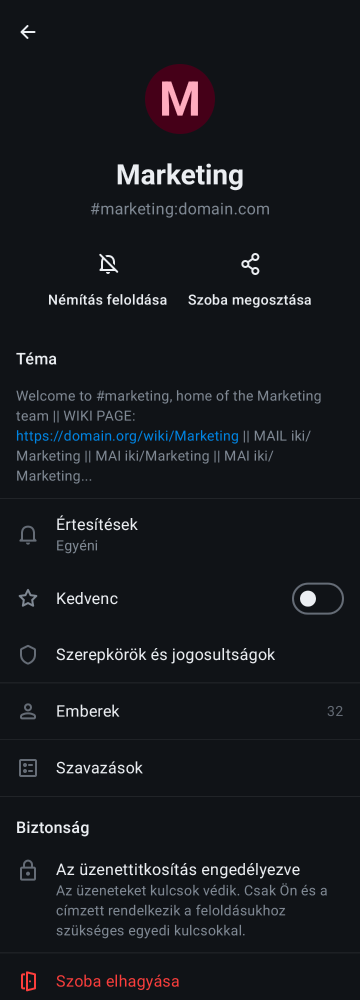 M
Marketing
#marketing:domain.com
Némítás feloldása
Szoba megosztása
Téma
Welcome to #marketing, home of the Marketing
team || WIKI PAGE:
https://domain.org/wiki/Marketing || MAIL iki/
Marketing || MAI iki/Marketing || MAI iki/
Marketing...
Értesítések
Egyéni
Kedvenc
Szerepkörök és jogosultságok
Emberek
32
Szavazások
Biztonság
Az üzenettitkosítás engedélyezve
Az üzeneteket kulcsok védik. Csak Ön és a
címzett rendelkezik a feloldásukhoz
szükséges egyedi kulcsokkal.
Szoba elhagyása